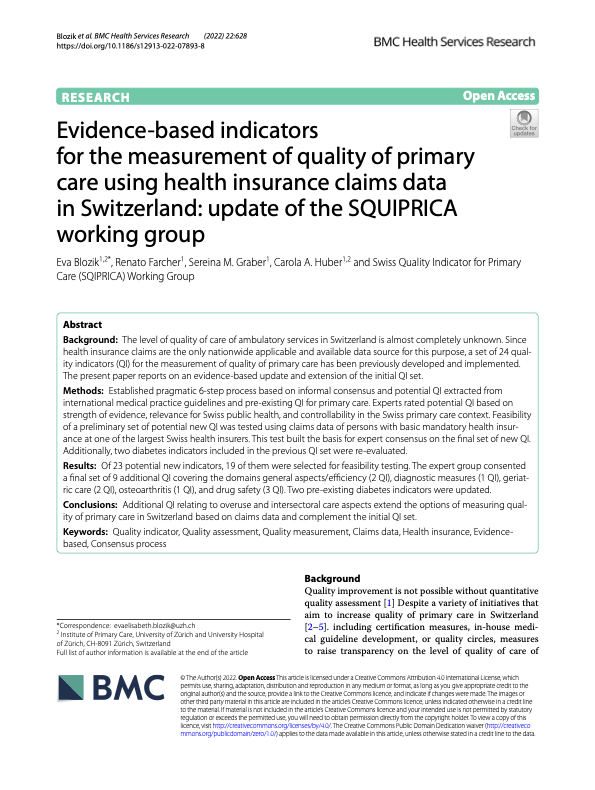 Blozik et al. BMC Health Services Research (2022) 22:628
https://doi.org/10.1186/s12913-022-07893-8
BMC Health Services Research
RESEARCH
Open Access
Check for
updates
Evidence-based indicators
for the measurement of quality of primary
care using health insurance claims data
in Switzerland: update of the SQUIPRICA
working group
Eva Blozik1,2*, Renato Farcher1, Sereina M. Graber1, Carola A. Huber1,2 and Swiss Quality Indicator for Primary
Care (SQIPRICA) Working Group
Abstract
Background: The level of quality of care of ambulatory services in Switzerland is almost completely unknown. Since
health insurance claims are the only nationwide applicable and available data source for this purpose, a set of 24 qual-
ity indicators (QI) for the measurement of quality of primary care has been previously developed and implemented.
The present paper reports on an evidence-based update and extension of the initial QI set.
Methods: Established pragmatic 6-step process based on informal consensus and potential QI extracted from
international medical practice guidelines and pre-existing QI for primary care. Experts rated potential QI based on
strength of evidence, relevance for Swiss public health, and controllability in the Swiss primary care context. Feasibility
of a preliminary set of potential new QI was tested using claims data of persons with basic mandatory health insur-
ance at one of the largest Swiss health insurers. This test built the basis for expert consensus on the final set of new QI.
Additionally, two diabetes indicators included in the previous QI set were re-evaluated.
Results: Of 23 potential new indicators, 19 of them were selected for feasibility testing. The expert group consented
a final set of 9 additional QI covering the domains general aspects/efficiency (2 QI), diagnostic measures (1 QI), geriat-
ric care (2 QI), osteoarthritis (1 QI), and drug safety (3 QI). Two pre-existing diabetes indicators were updated.
Conclusions: Additional QI relating to overuse and intersectoral care aspects extend the options of measuring qual-
ity of primary care in Switzerland based on claims data and complement the initial QI set.
Keywords: Quality indicator, Quality assessment, Quality measurement, Claims data, Health insurance, Evidence-
based, Consensus process
*Correspondence: evaelisabeth.blozik@uzh.ch
2 Institute of Primary Care, University of Zürich and University Hospital
of Zürich, CH-8091 Zürich, Switzerland
Full list of author information is available at the end of the article
Background
Quality improvement is not possible without quantitative
quality assessment [1] Despite a variety of initiatives that
aim to increase quality of primary care in Switzerland
[2–5]. including certification measures, in-house medi-
cal guideline development, or quality circles, measures
to raise transparency on the level of quality of care of
BMC
© The Author(s) 2022. Open Access This article is licensed under a Creative Commons Attribution 4.0 International License, which
permits use, sharing, adaptation, distribution and reproduction in any medium or format, as long as you give appropriate credit to the
original author(s) and the source, provide a link to the Creative Commons licence, and indicate if changes were made. The images or
other third party material in this article are included in the article's Creative Commons licence, unless indicated otherwise in a credit line
to the material. If material is not included in the article's Creative Commons licence and your intended use is not permitted by statutory
regulation or exceeds the permitted use, you will need to obtain permission directly from the copyright holder. To view a copy of this
licence, visit http://creativecommons.org/licenses/by/4.0/. The Creative Commons Public Domain Dedication waiver (http://creativeco
mmons.org/publicdomain/zero/1.0/) applies to the data made available in this article, unless otherwise stated in a credit line to the data.